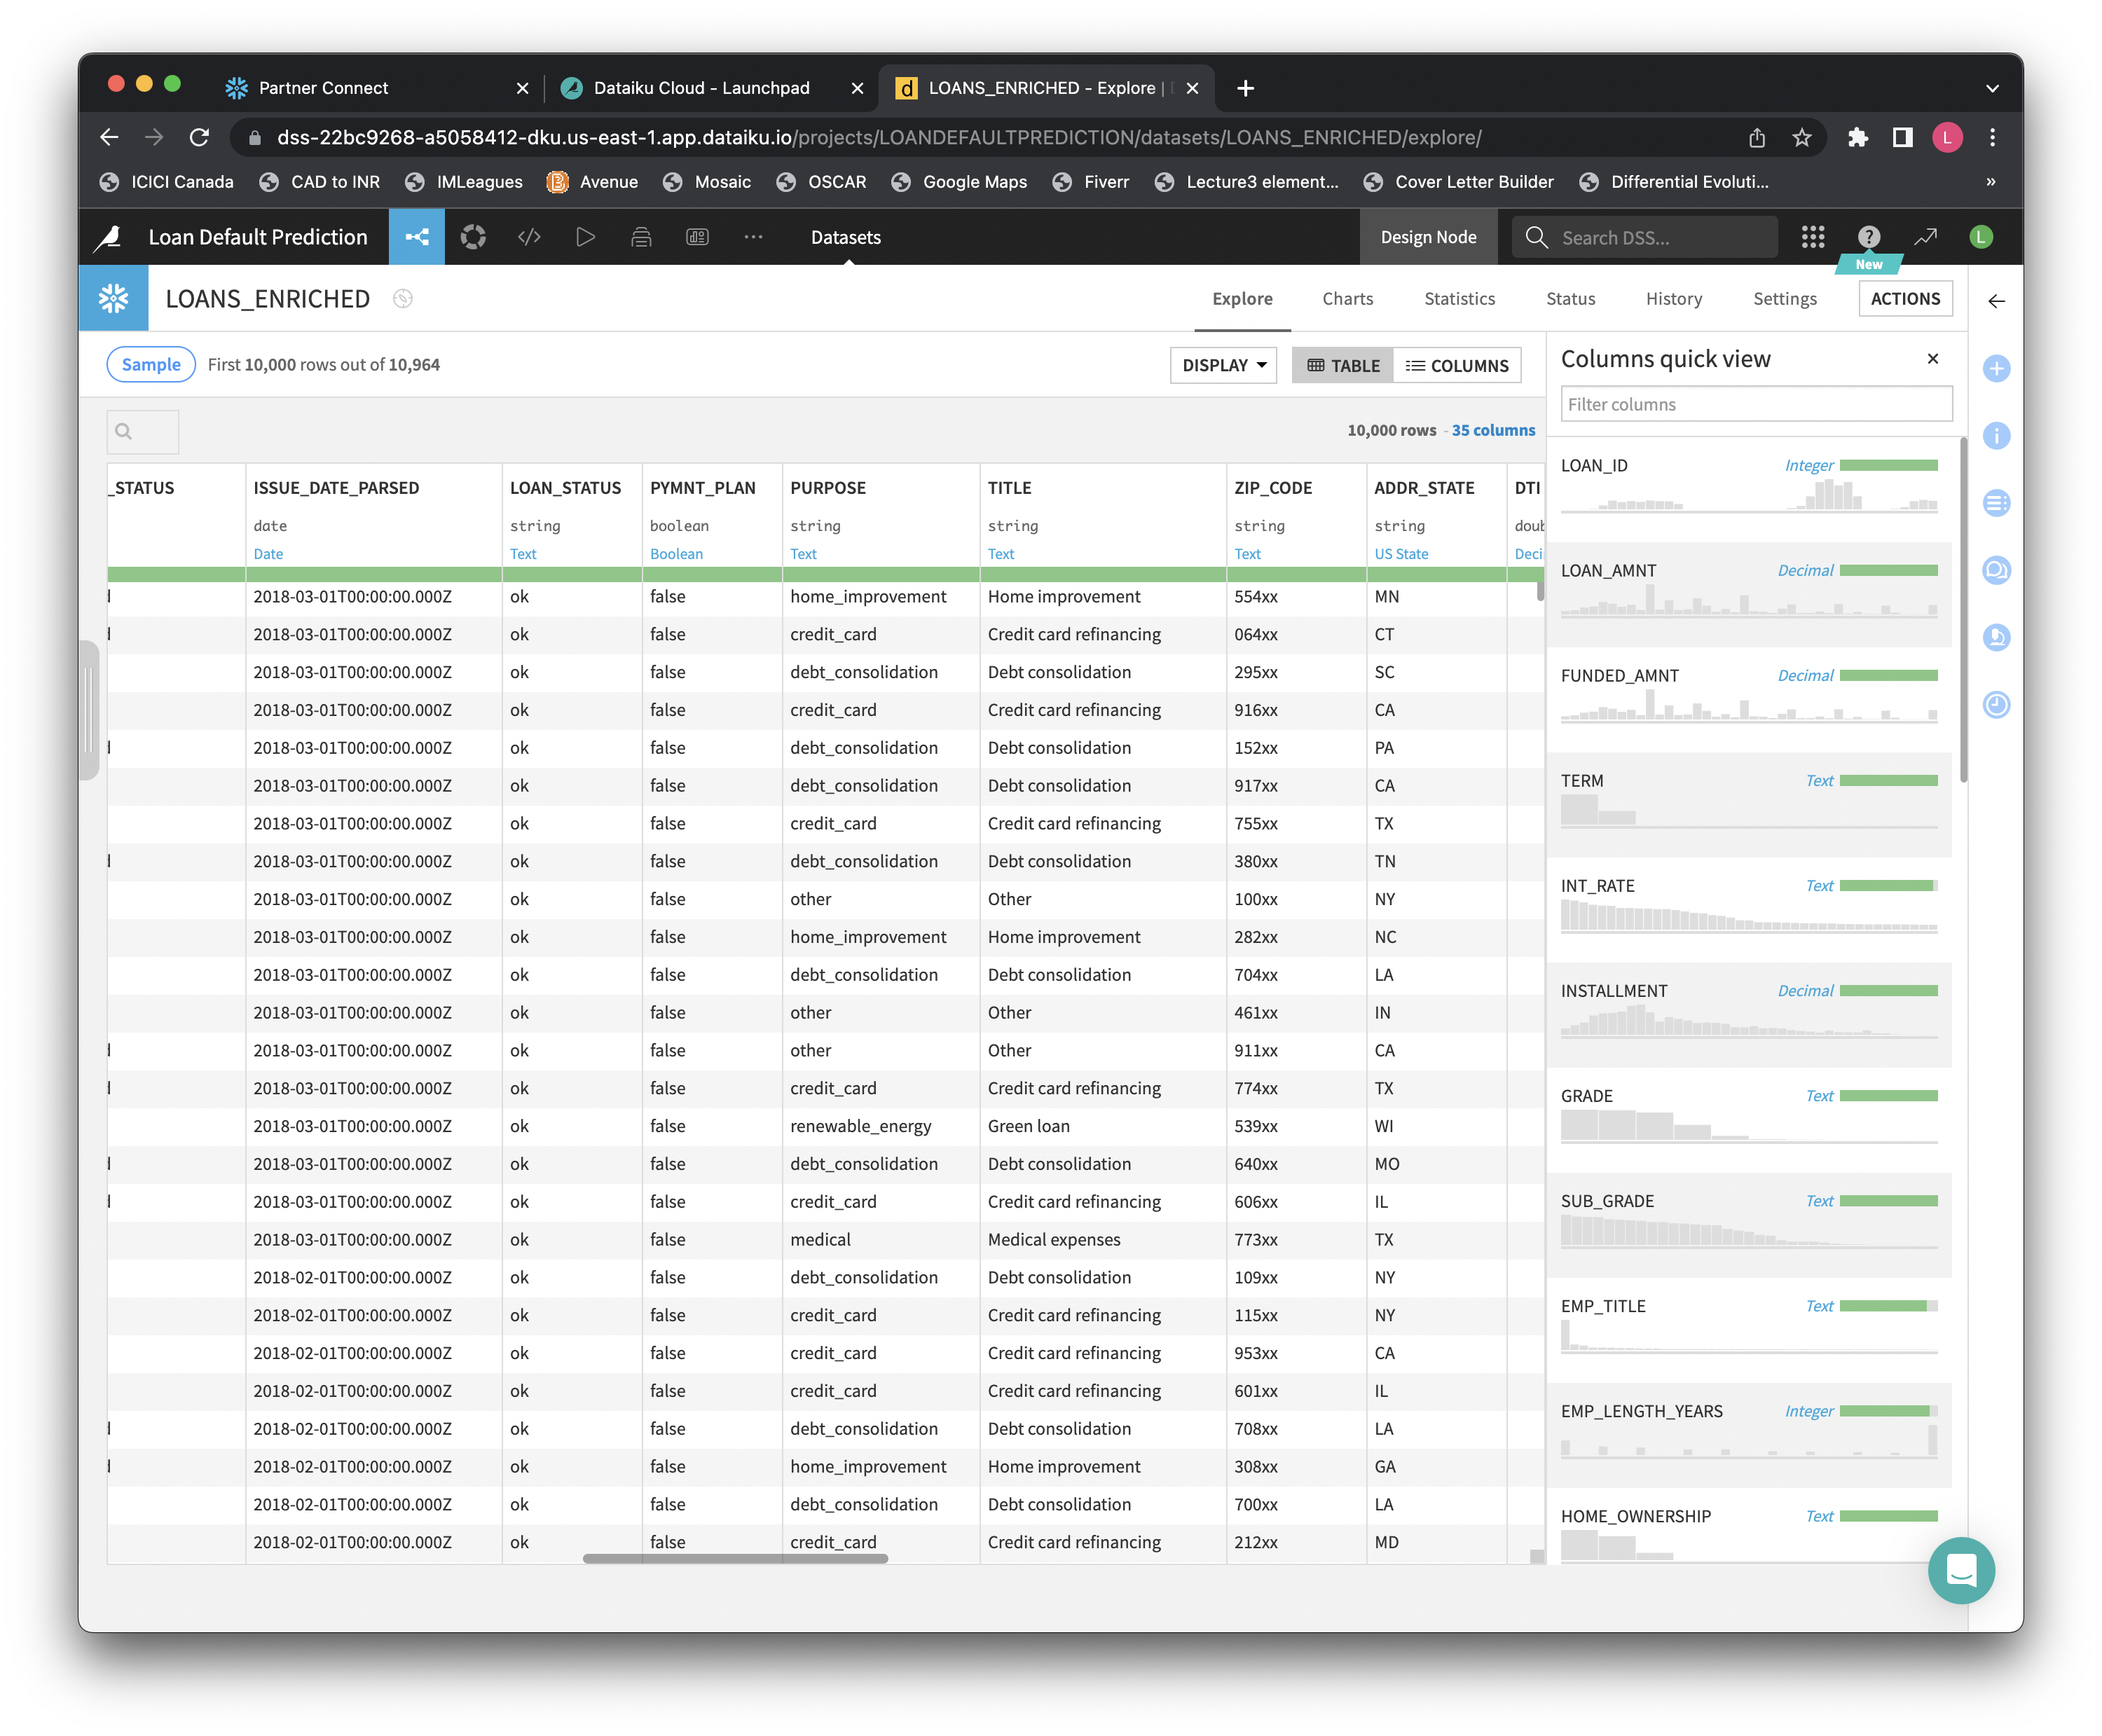 Partner Connect Dataiku Cloud - Launchpad d LOANS_ENRICHED - Explore |
dss-22bc9268-a5058412-dku.us-east-1.app.dataiku.io/projects/LOANDEFAULTPREDICTION/datasets/LOANS_ENRICHED/explore/ L
ICICI Canada CAD to INR IMLeagues B Avenue Mosaic OSCAR Google Maps Fiverr Lecture3 element... Cover Letter Builder Differential Evoluti... »
Loan Default Prediction ... Datasets Design Node Search DSS... ? L
New
LOANS_ENRICHED Explore Charts Statistics Status History Settings ACTIONS
Sample First 10,000 rows out of 10,964 DISPLAY TABLE COLUMNS
Columns quick view
Filter columns
10,000 rows - 35 columns
_STATUS ISSUE_DATE_PARSED LOAN_STATUS PYMNT_PLAN PURPOSE TITLE ZIP_CODE ADDR_STATE DTI
date string boolean string string string string doub
Date Text Boolean Text Text Text US State Deci
2018-03-01T00:00:00.000Z ok false home_improvement Home improvement 554xx MN
2018-03-01T00:00:00.000Z ok false credit_card Credit card refinancing 064xx CT
2018-03-01T00:00:00.000Z ok false debt_consolidation Debt consolidation 295xx SC
2018-03-01T00:00:00.000Z ok false credit_card Credit card refinancing 916xx CA
2018-03-01T00:00:00.000Z ok false debt_consolidation Debt consolidation 152xx PA
2018-03-01T00:00:00.000Z ok false debt_consolidation Debt consolidation 917xx CA
2018-03-01T00:00:00.000Z ok false credit_card Credit card refinancing 755xx TX
2018-03-01T00:00:00.000Z ok false debt_consolidation Debt consolidation 380xx TN
2018-03-01T00:00:00.000Z ok false other Other 100xx NY
2018-03-01T00:00:00.000Z ok false home_improvement Home improvement 282xx NC
2018-03-01T00:00:00.000Z ok false debt_consolidation Debt consolidation 704xx LA
2018-03-01T00:00:00.000Z ok false other Other 461xx IN
2018-03-01T00:00:00.000Z ok false other Other 911xx CA
2018-03-01T00:00:00.000Z ok false credit_card Credit card refinancing 774xx TX
2018-03-01T00:00:00.000Z ok false renewable_energy Green loan 539xx WI
2018-03-01T00:00:00.000Z ok false debt_consolidation Debt consolidation 640xx MO
2018-03-01T00:00:00.000Z ok false credit_card Credit card refinancing 606xx IL
2018-03-01T00:00:00.000Z ok false medical Medical expenses 773xx TX
2018-02-01T00:00:00.000Z ok false debt_consolidation Debt consolidation 109xx NY
2018-02-01T00:00:00.000Z ok false credit_card Credit card refinancing 115xx NY
2018-02-01T00:00:00.000Z ok false credit_card Credit card refinancing 953xx CA
2018-02-01T00:00:00.000Z ok false credit_card Credit card refinancing 601xx IL
2018-02-01T00:00:00.000Z ok false debt_consolidation Debt consolidation 708xx LA
2018-02-01T00:00:00.000Z ok false home_improvement Home improvement 308xx GA
2018-02-01T00:00:00.000Z ok false debt_consolidation Debt consolidation 700xx LA
2018-02-01T00:00:00.000Z ok false credit_card Credit card refinancing 212xx MD
LOAN_ID Integer
LOAN_AMNT Decimal
FUNDED_AMNT Decimal
TERM Text
INT_RATE Text
INSTALLMENT Decimal
GRADE Text
SUB_GRADE Text
EMP_TITLE Text
EMP_LENGTH_YEARS Integer
HOME_OWNERSHIP Text